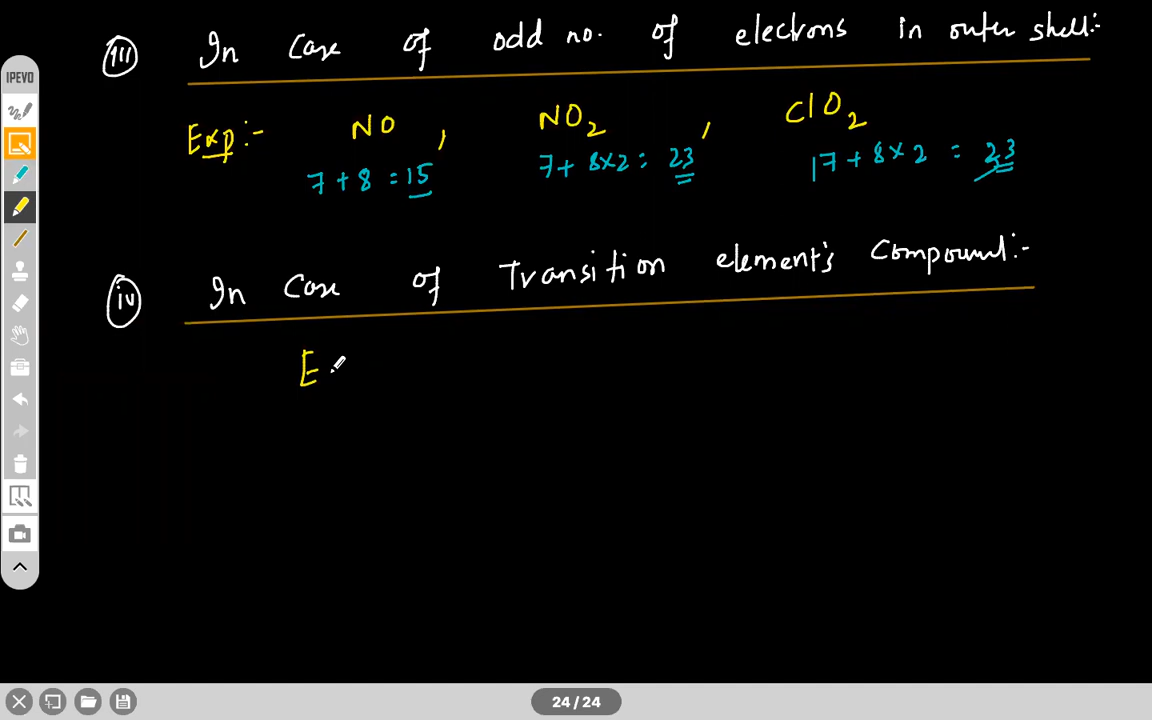 IPEVO
(iii) In Case of odd no. of electrons in outer shell:-
Exp:- NO , NO2 , ClO2
7 + 8 = 15 7 + 8×2 = 23 17 + 8×2 = 23
(iv) In Case of Transition element's Compound:-
E
24 / 24